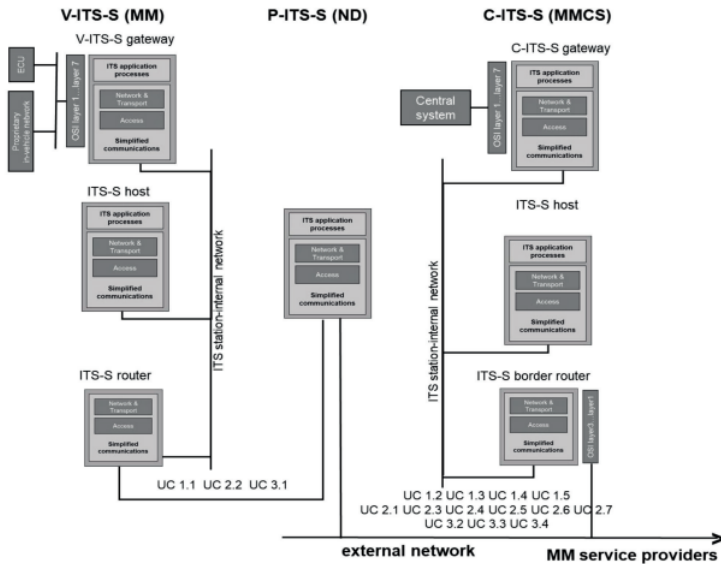 V-ITS-S (MM)
P-ITS-S (ND)
C-ITS-S (MMCS)
V-ITS-S gateway
ECU
Proprietary
in-vehicle network
OSI layer 1...layer 7
ITS application
processes
Network &
Transport
Access
Simplified
communications
ITS-S host
ITS application
processes
Network &
Transport
Access
Simplified
communications
ITS-S router
Network &
Transport
Access
Simplified
communications
ITS station-internal network
UC 1.1 UC 2.2 UC 3.1
ITS application
processes
Network &
Transport
Access
Simplified
communications
C-ITS-S gateway
Central
system
OSI layer 1...layer 7
ITS application
processes
Network &
Transport
Access
Simplified
communications
ITS-S host
ITS application
processes
Network &
Transport
Access
Simplified
communications
ITS station-internal network
ITS-S border router
Network &
Transport
Access
Simplified
communications
OSI layer3...layer1
UC 1.2 UC 1.3 UC 1.4 UC 1.5
UC 2.1 UC 2.3 UC 2.4 UC 2.5 UC 2.6 UC 2.7
UC 3.2 UC 3.3 UC 3.4
external network
MM service providers